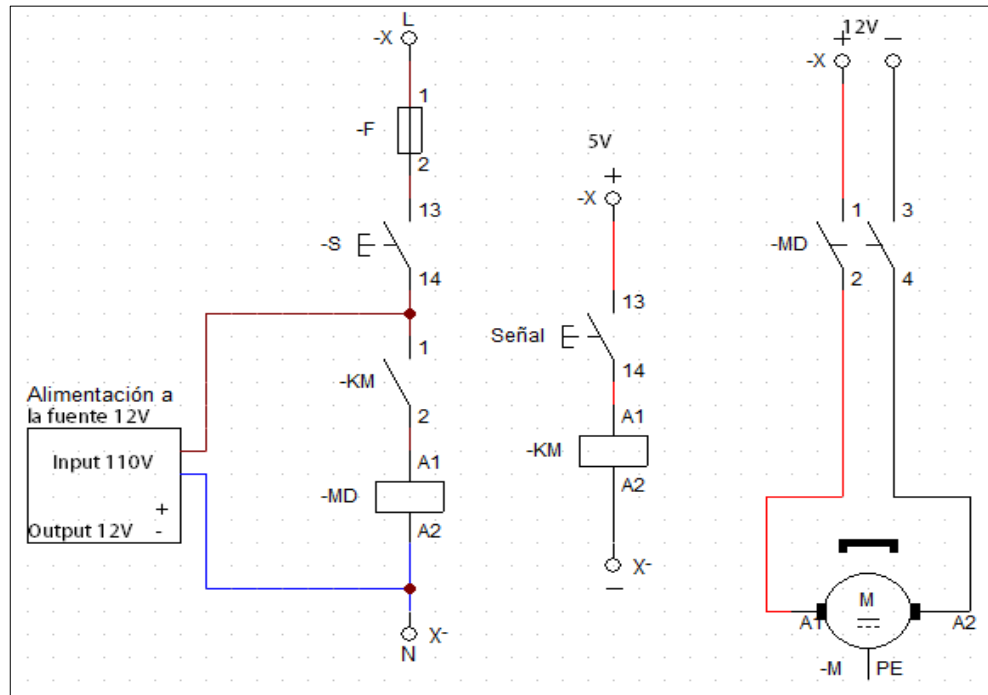 L
-X
1
-F
2
13
-S
14
1
-KM
2
Alimentación a
la fuente 12V
Input 110V
+
Output 12V -
A1
-MD
A2
X-
N
5V
+
-X
13
Señal
14
A1
-KM
A2
X-
–
12V
+ –
-X
1 3
-MD
2 4
M
A1 A2
-M PE